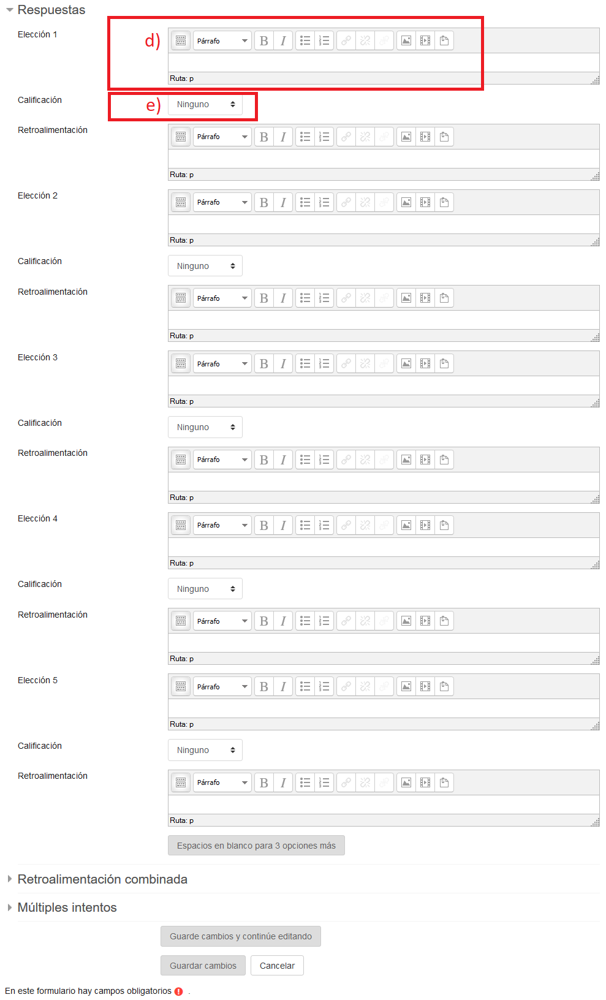 Respuestas
Elección 1
d)
Párrafo
B I
Ruta: p
Calificación
e)
Ninguno
Retroalimentación
Párrafo
B I
Ruta: p
Elección 2
Párrafo
B I
Ruta: p
Calificación
Ninguno
Retroalimentación
Párrafo
B I
Ruta: p
Elección 3
Párrafo
B I
Ruta: p
Calificación
Ninguno
Retroalimentación
Párrafo
B I
Ruta: p
Elección 4
Párrafo
B I
Ruta: p
Calificación
Ninguno
Retroalimentación
Párrafo
B I
Ruta: p
Elección 5
Párrafo
B I
Ruta: p
Calificación
Ninguno
Retroalimentación
Párrafo
B I
Ruta: p
Espacios en blanco para 3 opciones más
Retroalimentación combinada
Múltiples intentos
Guarde cambios y continúe editando
Guardar cambios
Cancelar
En este formulario hay campos obligatorios .